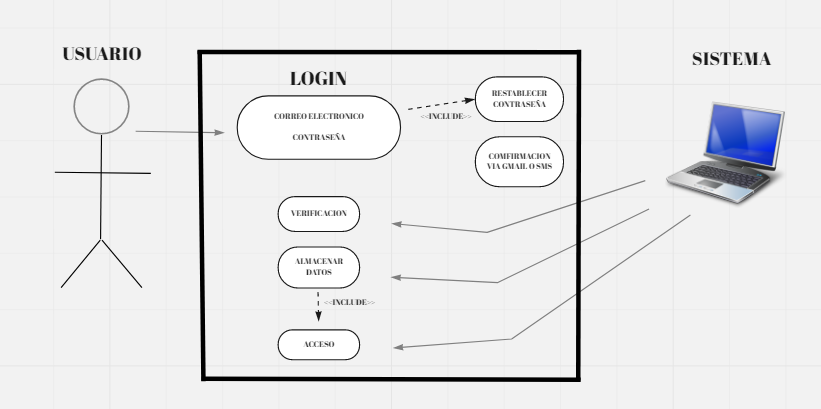 USUARIO
SISTEMA
LOGIN
CORREO ELECTRONICO
CONTRASEÑA
<<INCLUDE>>
RESTABLECER
CONTRASEÑA
COMFIRMACION
VIA GMAIL O SMS
VERIFICACION
ALMACENAR
DATOS
<<INCLUDE>>
ACCESO